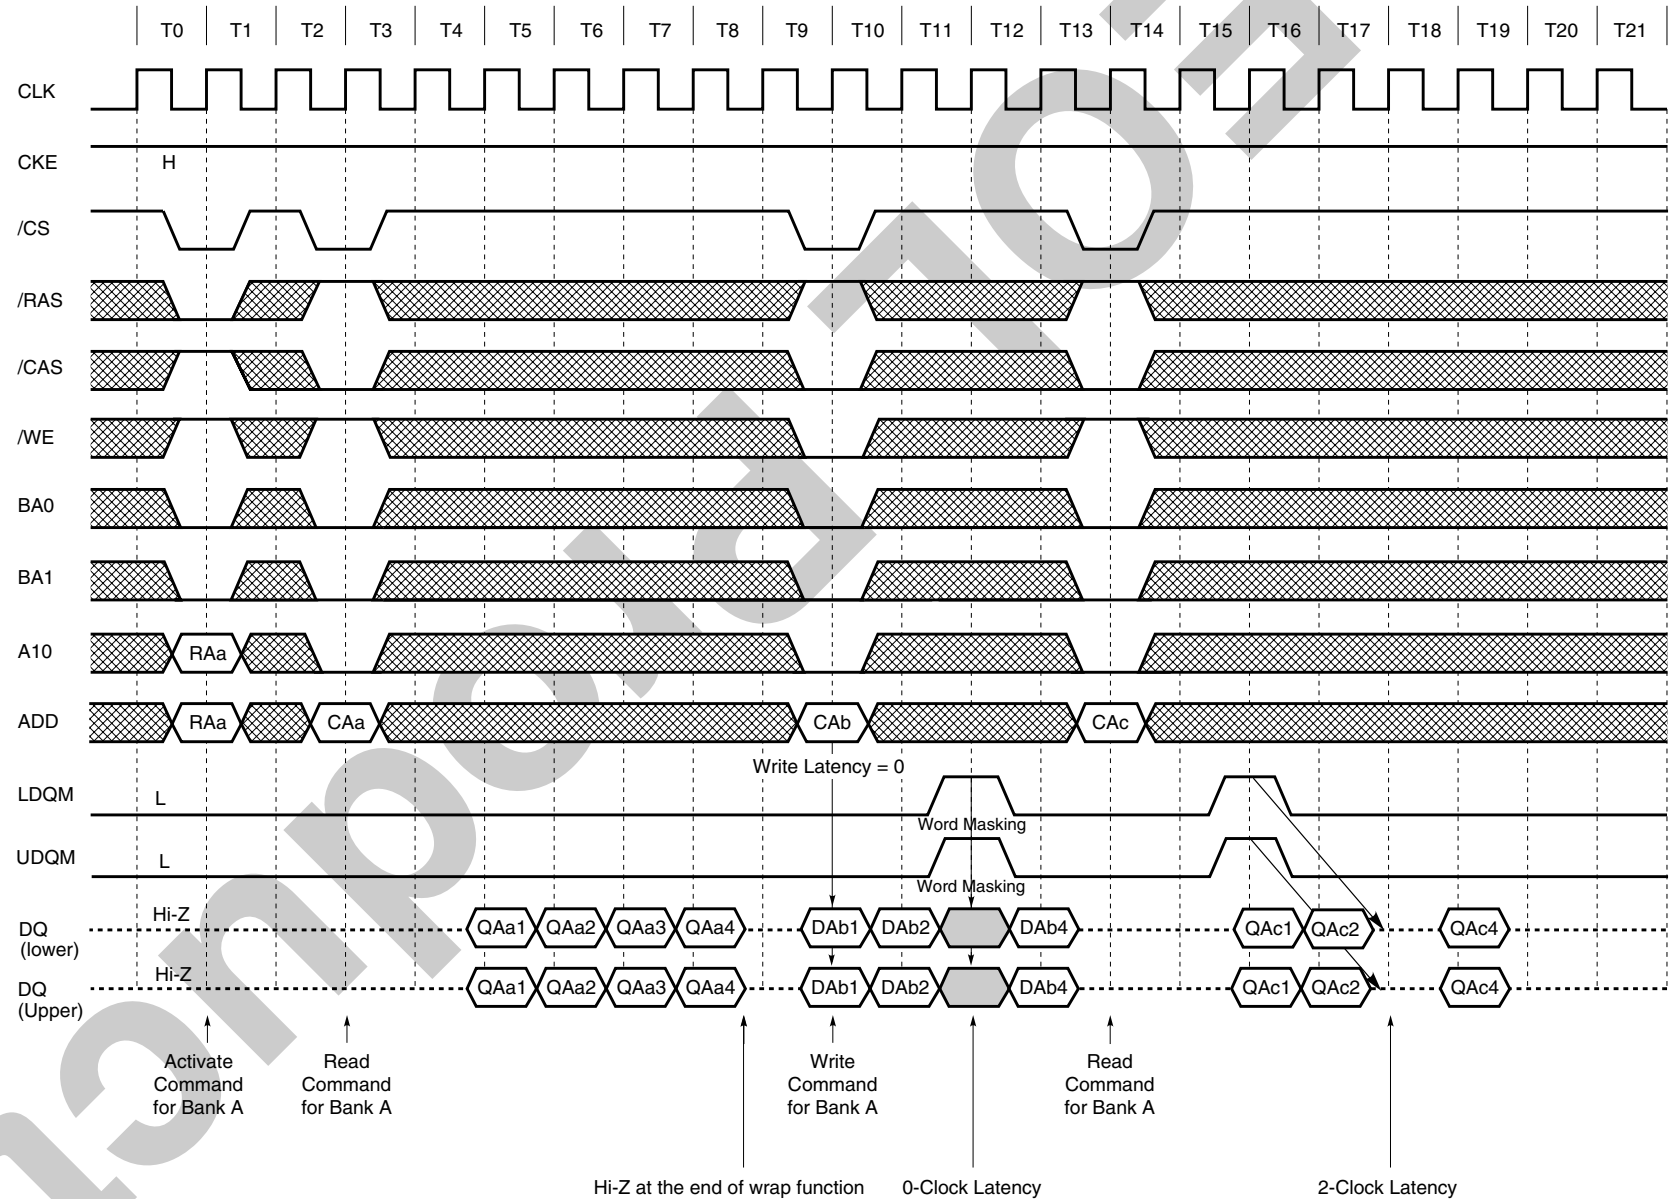 T0 T1 T2 T3 T4 T5 T6 T7 T8 T9 T10 T11 T12 T13 T14 T15 T16 T17 T18 T19 T20 T21
CLK
CKE H
/CS
/RAS
/CAS
/WE
BA0
BA1
A10 RAa
ADD RAa CAa CAb CAc
Write Latency = 0
LDQM L
Word Masking
UDQM L
Word Masking
Hi-Z
DQ QAa1 QAa2 QAa3 QAa4 DAb1 DAb2 DAb4 QAc1 QAc2 QAc4
(lower)
Hi-Z
DQ QAa1 QAa2 QAa3 QAa4 DAb1 DAb2 DAb4 QAc1 QAc2 QAc4
(Upper)
Activate
Command
for Bank A
Read
Command
for Bank A
Write
Command
for Bank A
Read
Command
for Bank A
Hi-Z at the end of wrap function
0-Clock Latency
2-Clock Latency
EOL Product